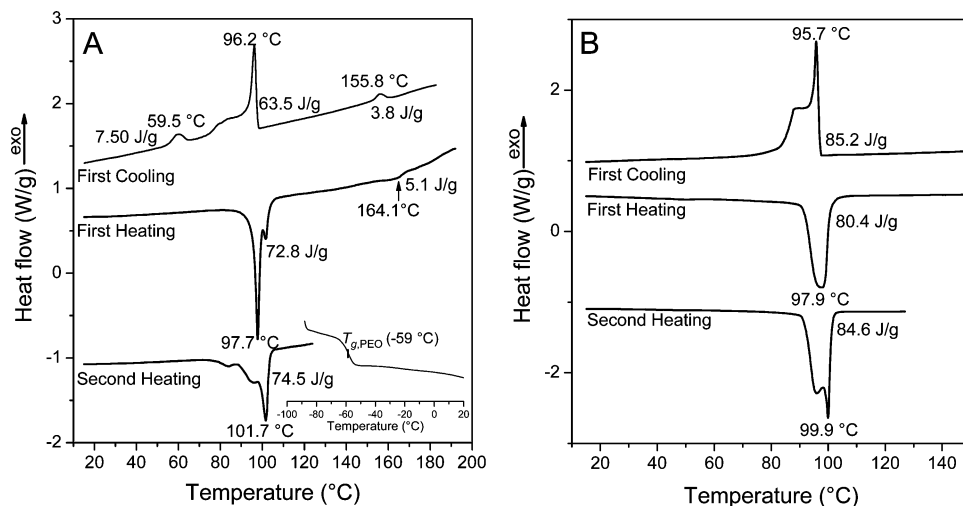 A
3
2
1
0
-1
-2
Heat flow (W/g) exo
96.2 °C
155.8 °C
59.5 °C
63.5 J/g
3.8 J/g
7.50 J/g
First Cooling
5.1 J/g
164.1°C
First Heating
72.8 J/g
97.7 °C
Tg,PEO (-59 °C)
Second Heating
74.5 J/g
101.7 °C
-100 -80 -60 -40 -20 0 20
Temperature (°C)
20 40 60 80 100 120 140 160 180 200
Temperature (°C)
B
2
0
-2
Heat flow (W/g) exo
95.7 °C
85.2 J/g
First Cooling
First Heating
80.4 J/g
97.9 °C
Second Heating
84.6 J/g
99.9 °C
20 40 60 80 100 120 140
Temperature (°C)